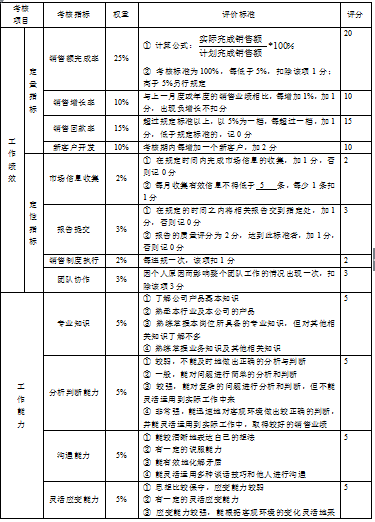 考核项目 考核指标 权重 评价标准 评分
工作绩效
定量指标
销售额完成率 25%
① 计算公式：实际完成销售额
计划完成销售额 *100%
② 考核标准为100%，每低于5%，扣除该项1分；
高于5%另行规定
20
销售增长率 10%
与上一月度或年度的销售业绩相比，每增加1%，加1
分，出现负增长不扣分
10
销售回款率 15%
超过规定标准以上，以5%为一档，每超过一档，加1
分，低于规定标准的，记0分
15
新客户开发 10% 考核期内每增加一个新客户，加2分 10
定性指标
市场信息收集 2%
① 在规定时间内完成市场信息的收集，加1分，否
则记0分
② 每月收集有效信息不得低于 5 条，每少1条扣
1分
2
报告提交 3%
① 在规定的时间之内将相关报告交到指定处，加1
分，否则记0分
② 报告的质量评分为2分，达到此标准者，加1分，
否则记0分
3
销售制度执行 2% 每违规一次，该项扣1分 2
团队协作 3%
因个人原因而影响整个团队工作的情况出现一次，扣
除该项3分
3
工作能力
专业知识 5%
① 了解公司产品基本知识
② 熟悉本行业及本公司的产品
③ 熟练掌握本岗位所具备的专业知识，但对其他相
关知识了解不多
④ 熟练掌握业务知识及其他相关知识
5
分析判断能力 5%
① 较弱，不能及时地做出正确的分析与判断
② 一般，能对问题进行简单的分析和判断
③ 较强，能对复杂的问题进行分析和判断，但不能
灵活运用到实际工作中来
④ 非常强，能迅速地对客观环境做出较正确的判断，
并能灵活运用到实际工作中，取得较好的销售业绩
5
沟通能力 5%
① 能较清晰地表达自己的想法
② 有一定的说服能力
③ 能有效地化解矛盾
④ 能灵活运用多种谈话技巧和他人进行沟通
5
灵活应变能力 5%
① 思想比较保守，应变能力较弱
② 有一定的灵活应变能力
③ 应变能力较强，能根据客观环境的变化灵活地采
5